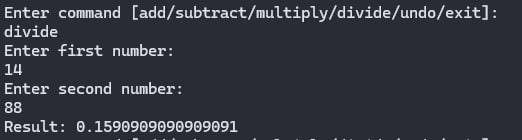 Enter command [add/subtract/multiply/divide/undo/exit]:
divide
Enter first number:
14
Enter second number:
88
Result: 0.1590909090909091